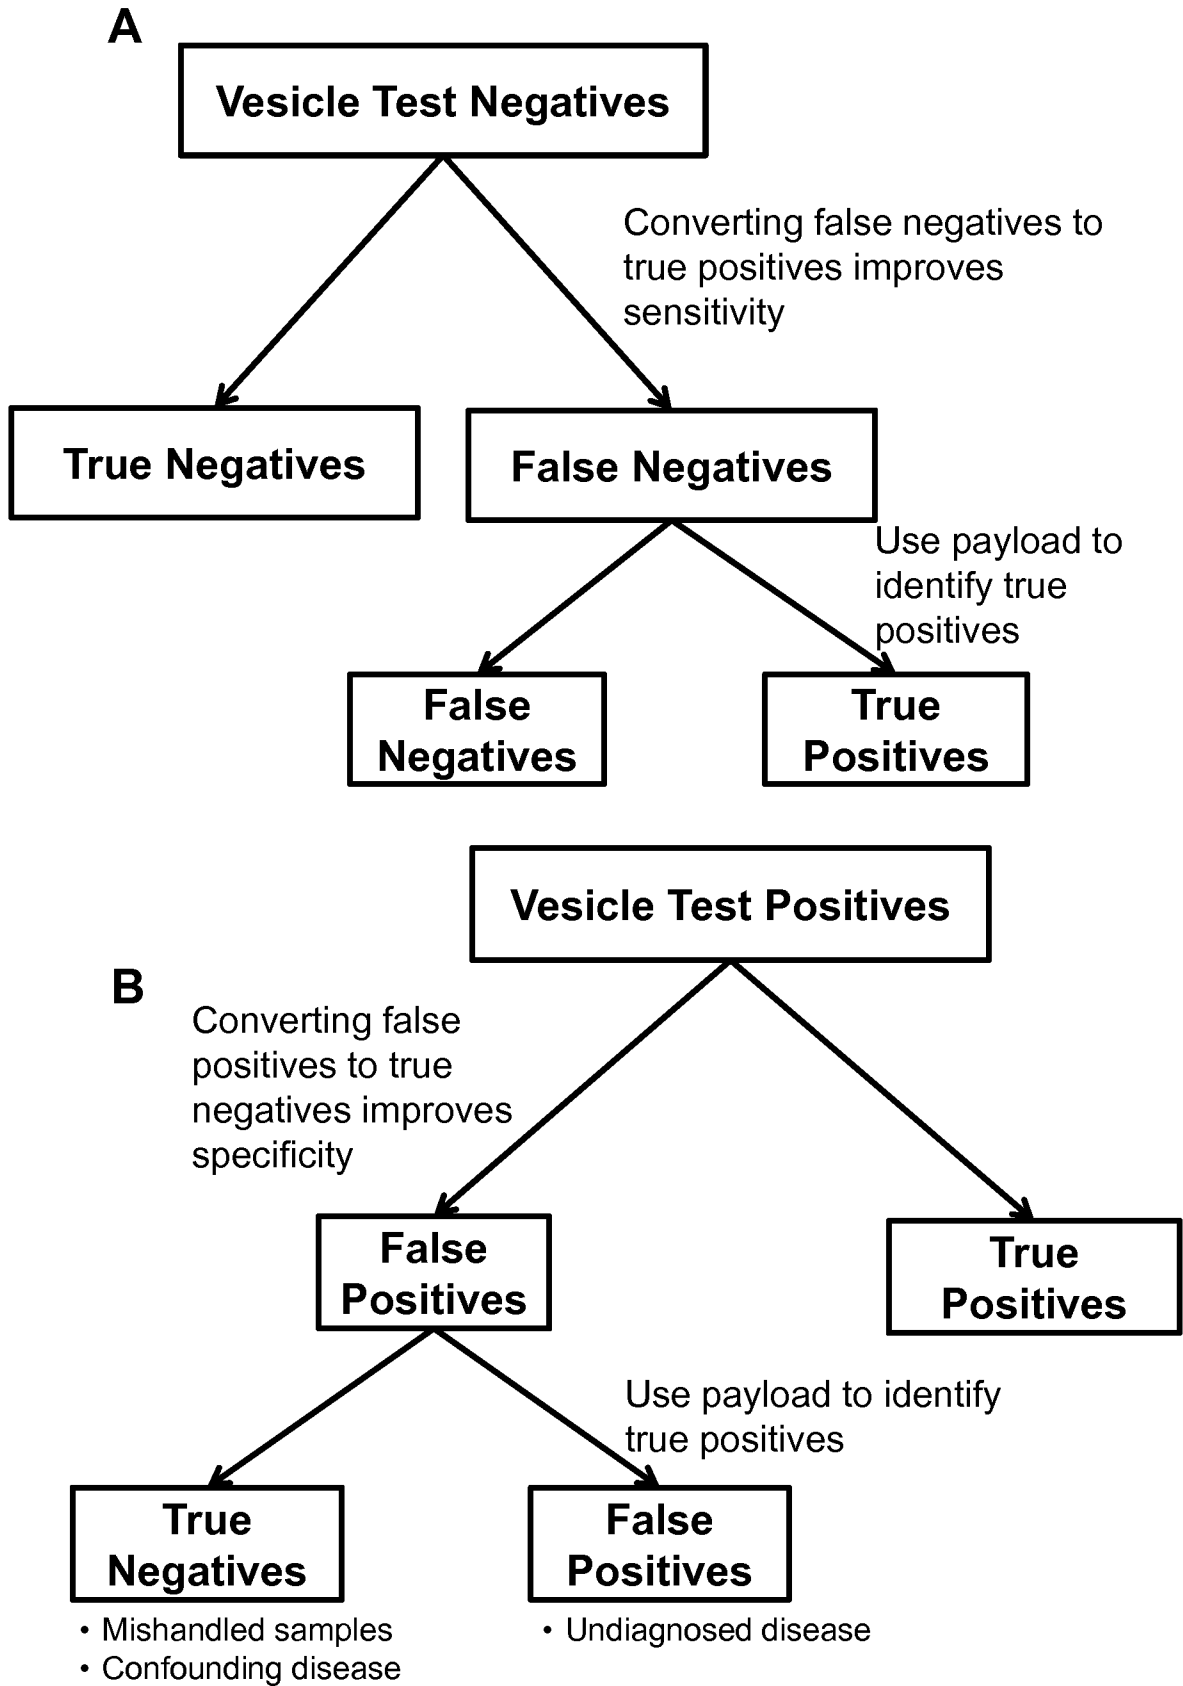 A
Vesicle Test Negatives
Converting false negatives to
true positives improves
sensitivity
True Negatives
False Negatives
Use payload to
identify true
positives
False
Negatives
True
Positives
Vesicle Test Positives
B
Converting false
positives to true
negatives improves
specificity
False
Positives
True
Positives
Use payload to identify
true positives
True
Negatives
• Mishandled samples
• Confounding disease
False
Positives
• Undiagnosed disease